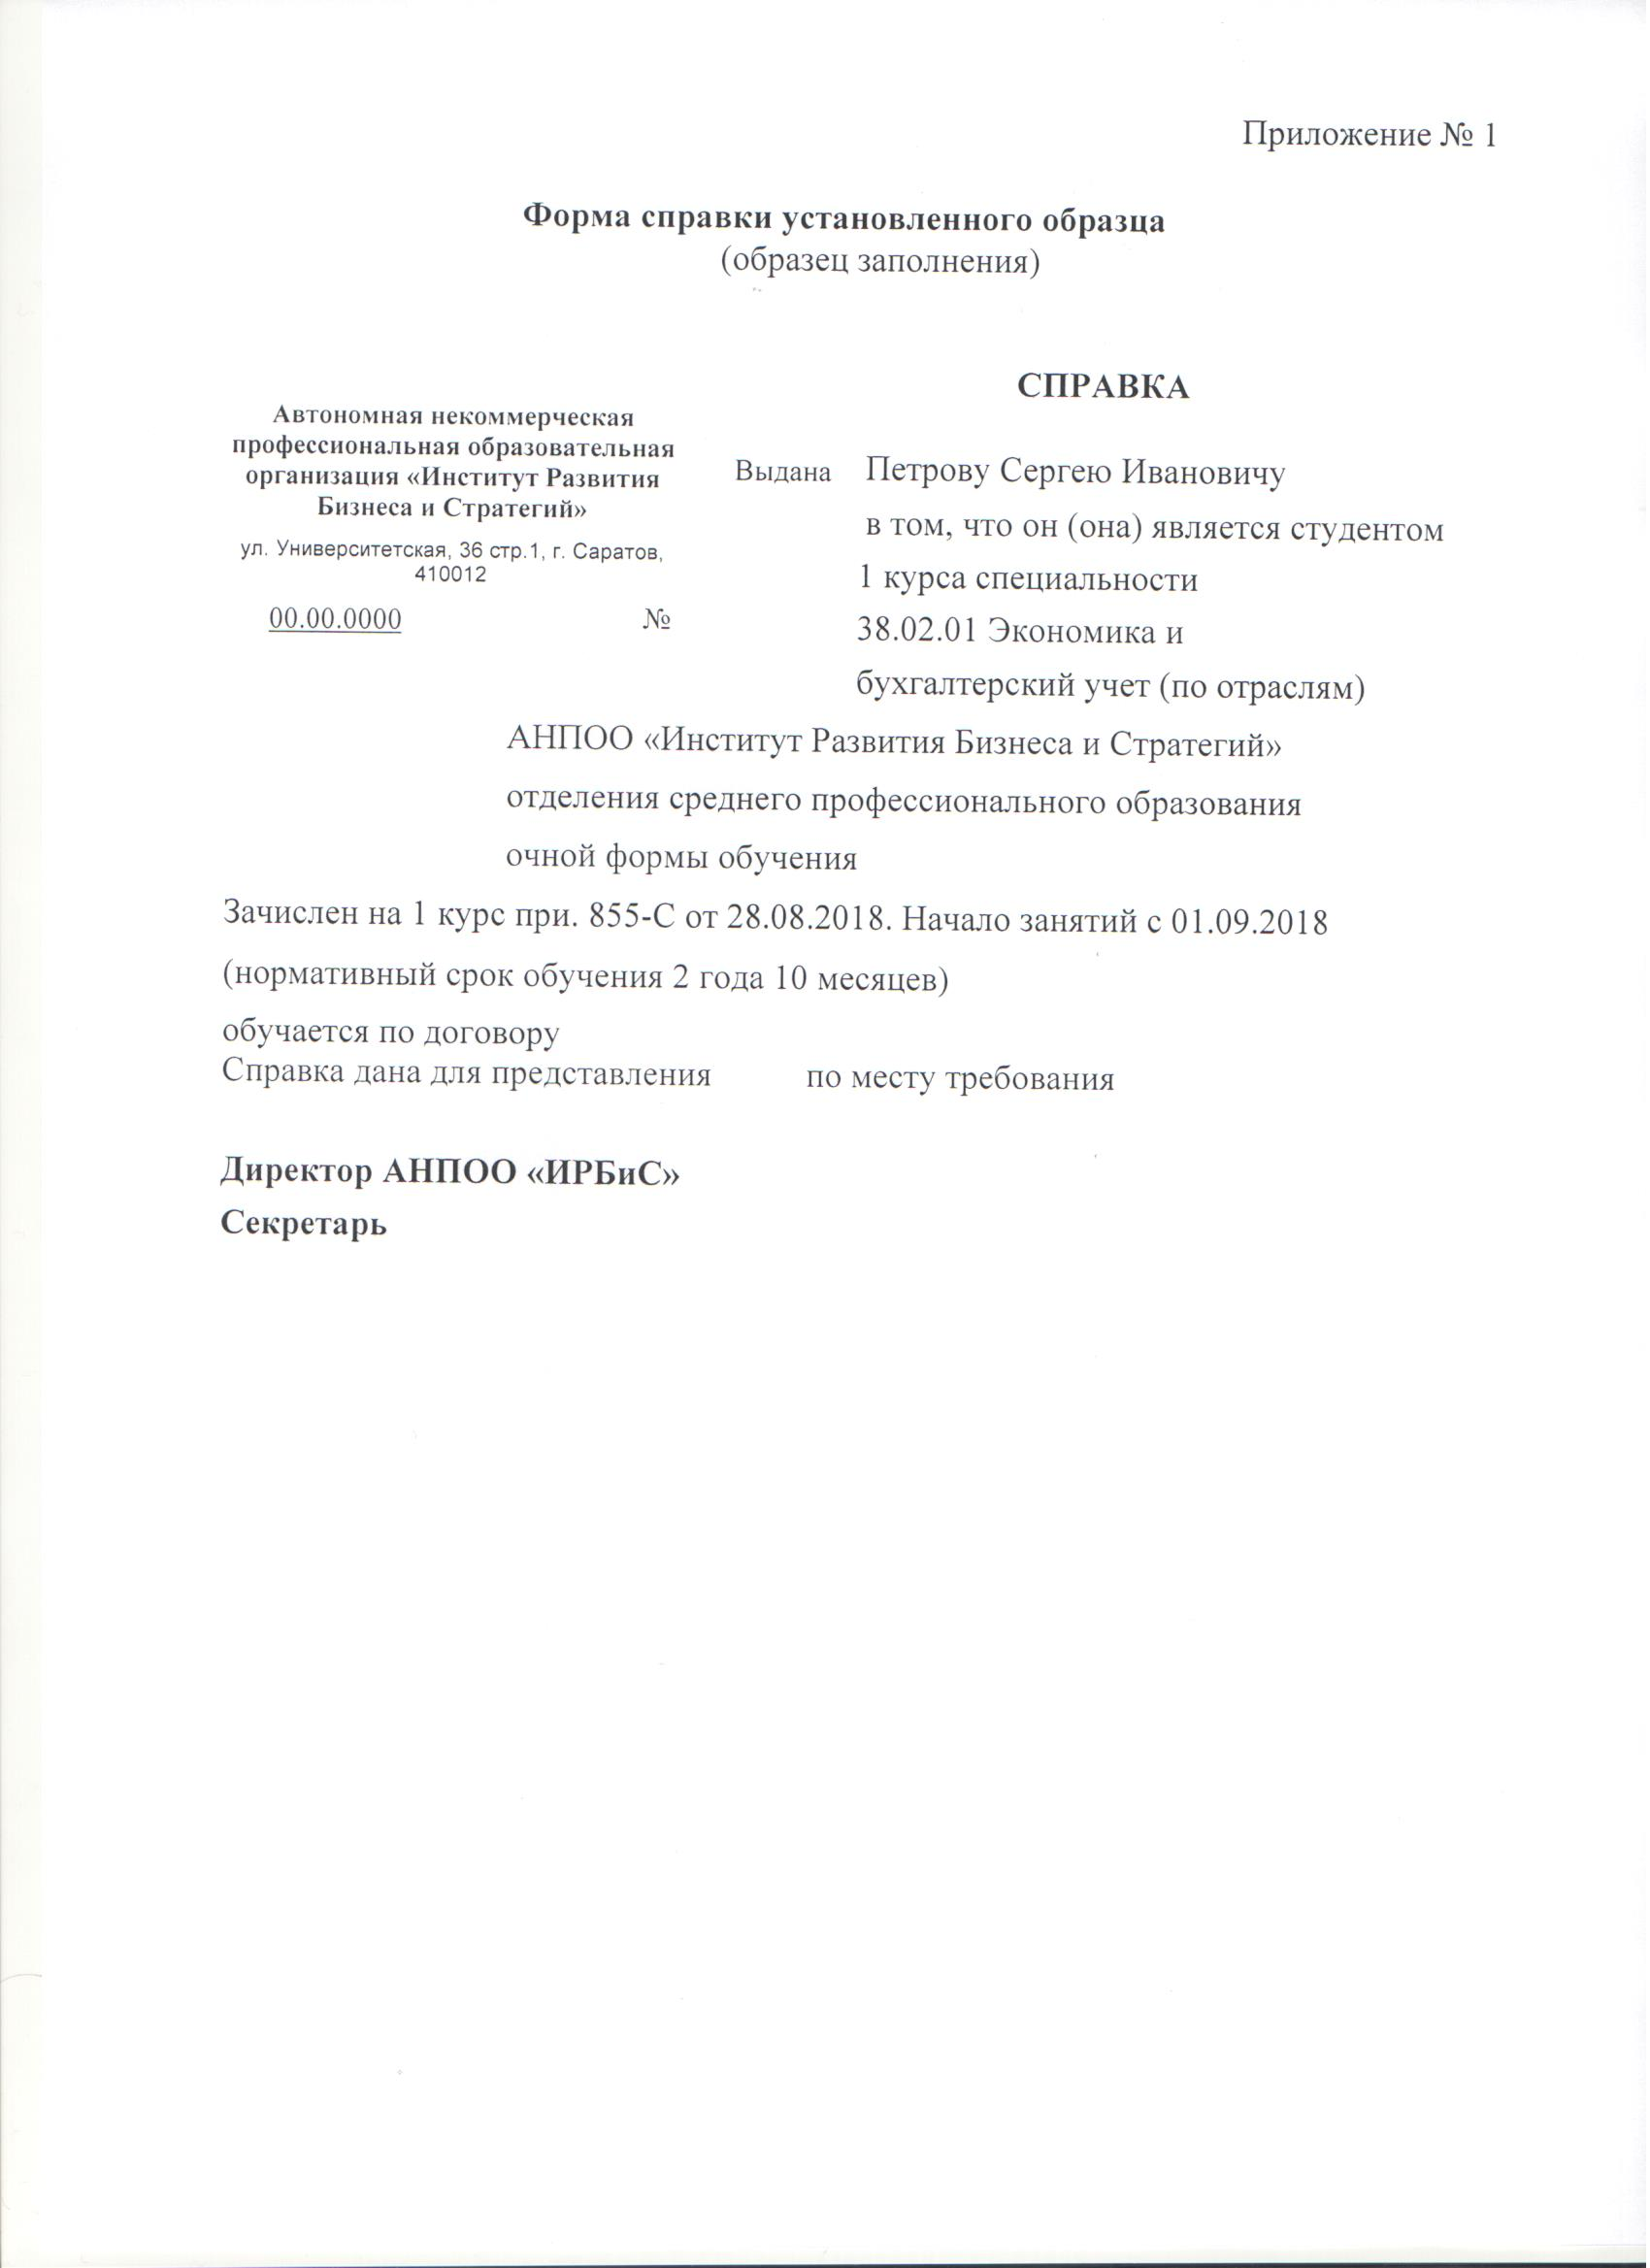 Приложение № 1
Форма справки установленного образца
(образец заполнения)
СПРАВКА
Автономная некоммерческая
профессиональная образовательная
организация «Институт Развития
Бизнеса и Стратегий»
ул. Университетская, 36 стр.1, г. Саратов,
410012
00.00.0000 №
Выдана Петрову Сергею Ивановичу
в том, что он (она) является студентом
1 курса специальности
38.02.01 Экономика и
бухгалтерский учет (по отраслям)
АНПОО «Институт Развития Бизнеса и Стратегий»
отделения среднего профессионального образования
очной формы обучения
Зачислен на 1 курс при. 855-С от 28.08.2018. Начало занятий с 01.09.2018
(нормативный срок обучения 2 года 10 месяцев)
обучается по договору
Справка дана для представления по месту требования
Директор АНПОО «ИРБиС»
Секретарь